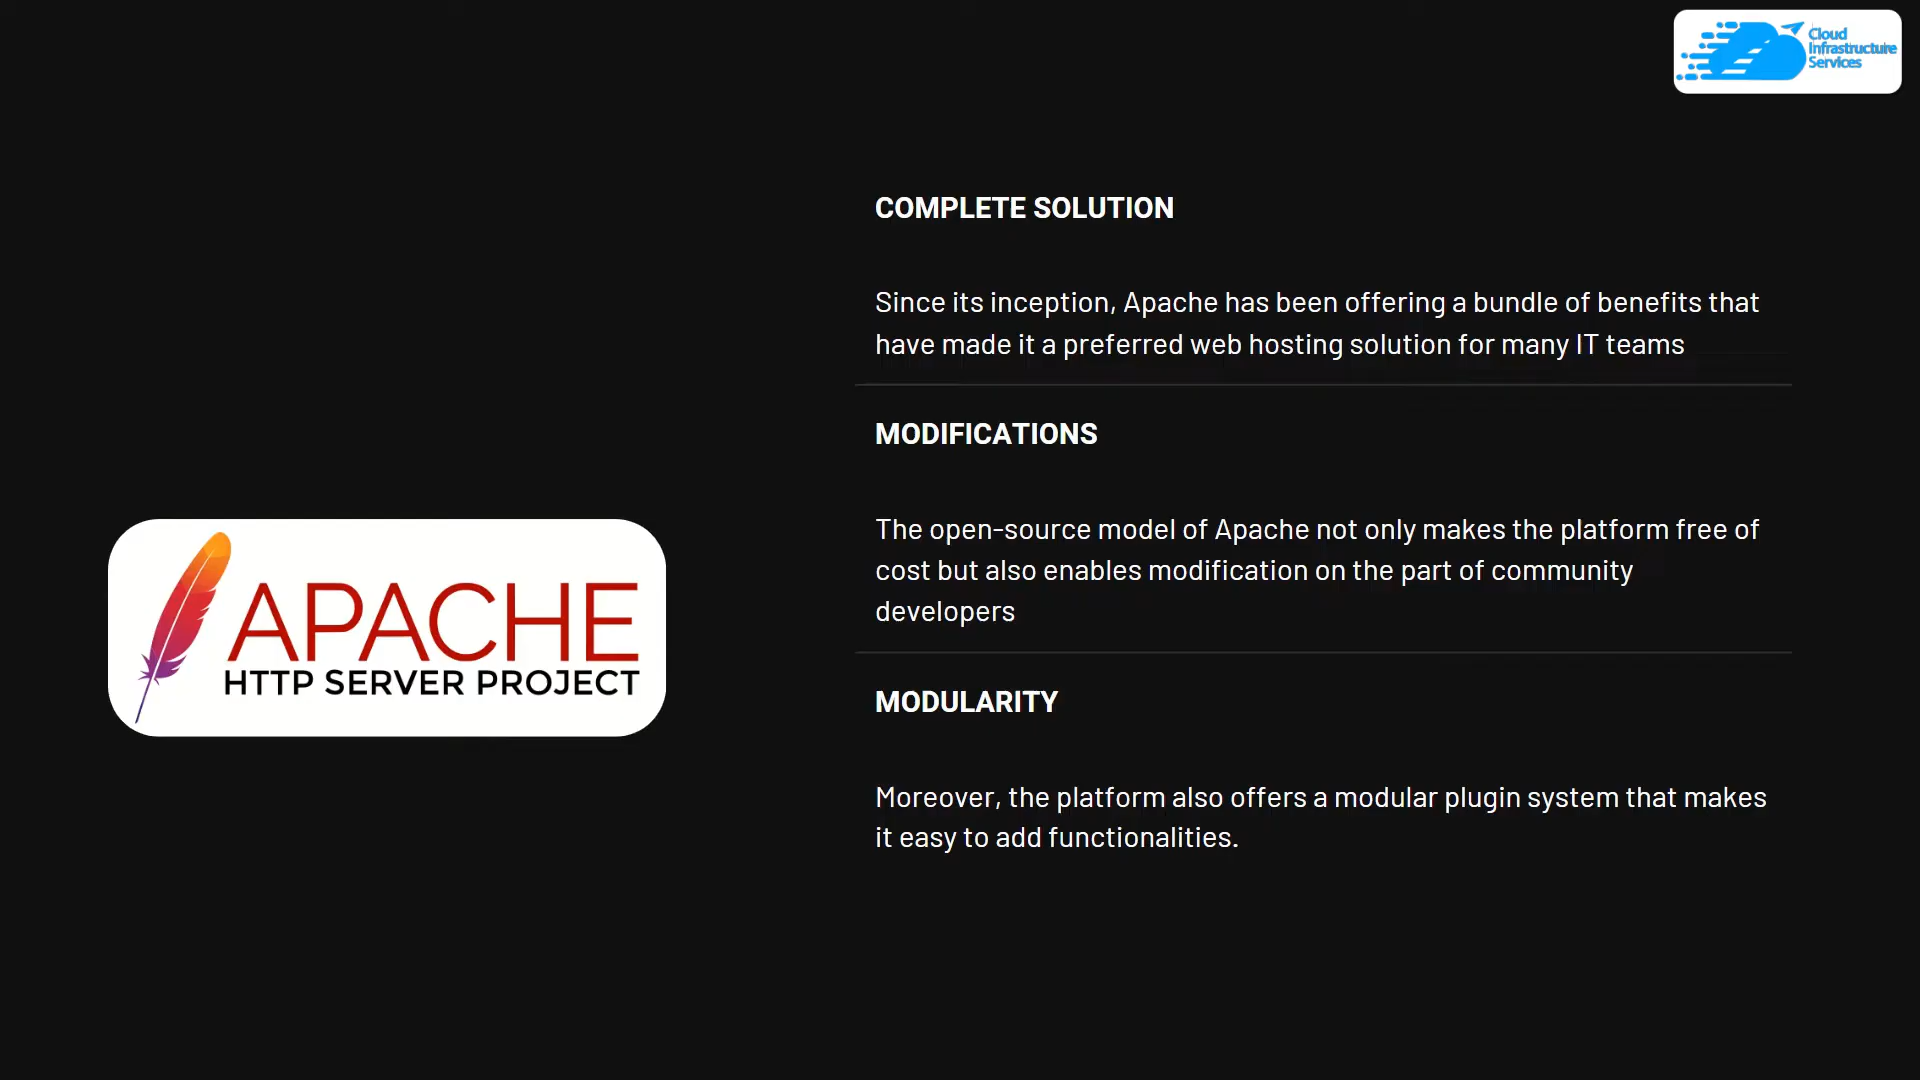 Cloud
Infrastructure
Services
COMPLETE SOLUTION
Since its inception, Apache has been offering a bundle of benefits that
have made it a preferred web hosting solution for many IT teams
MODIFICATIONS
The open-source model of Apache not only makes the platform free of
cost but also enables modification on the part of community
developers
APACHE
HTTP SERVER PROJECT
MODULARITY
Moreover, the platform also offers a modular plugin system that makes
it easy to add functionalities.